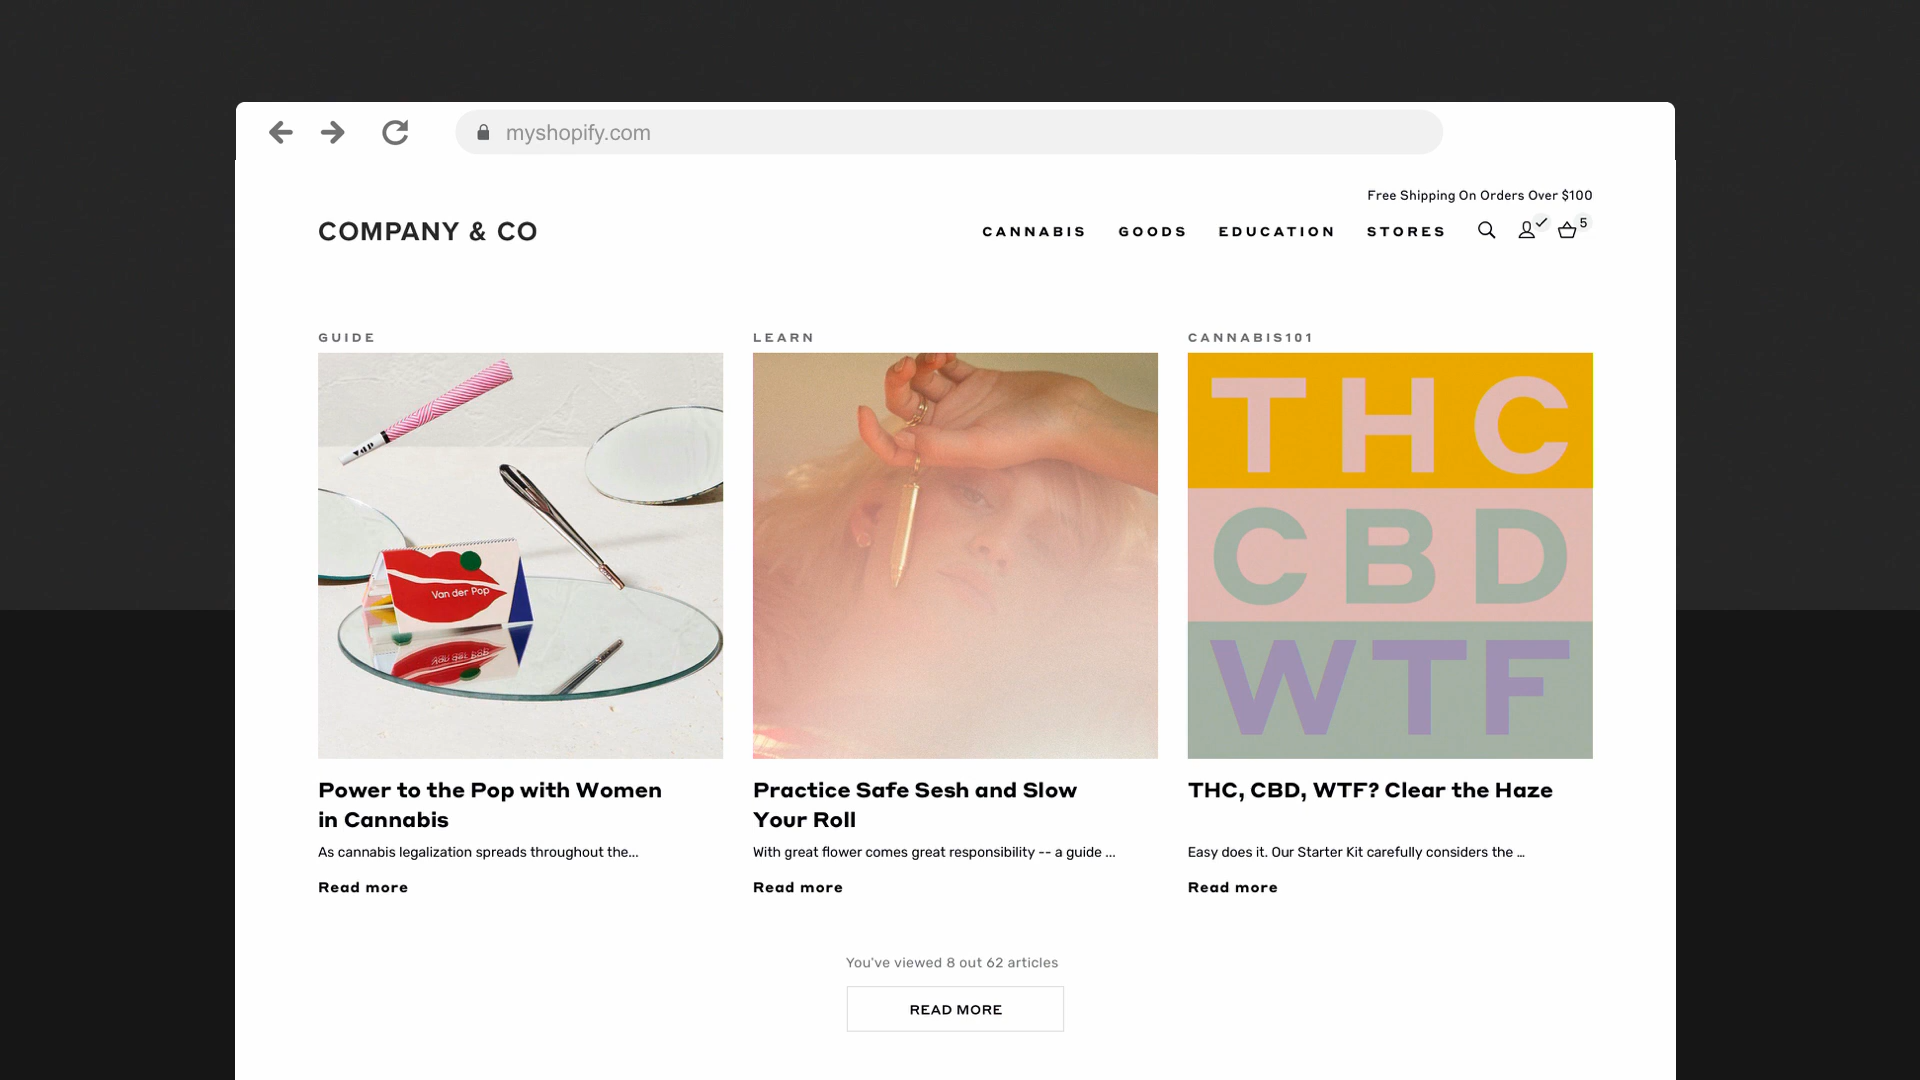 myshopify.com
Free Shipping On Orders Over $100
COMPANY & CO
CANNABIS GOODS EDUCATION STORES 5
GUIDE
LEARN
CANNABIS101
Van der Pop
THC
CBD
WTF
Power to the Pop with Women
in Cannabis
As cannabis legalization spreads throughout the...
Read more
Practice Safe Sesh and Slow
Your Roll
With great flower comes great responsibility -- a guide ...
Read more
THC, CBD, WTF? Clear the Haze
Easy does it. Our Starter Kit carefully considers the ...
Read more
You've viewed 8 out 62 articles
READ MORE